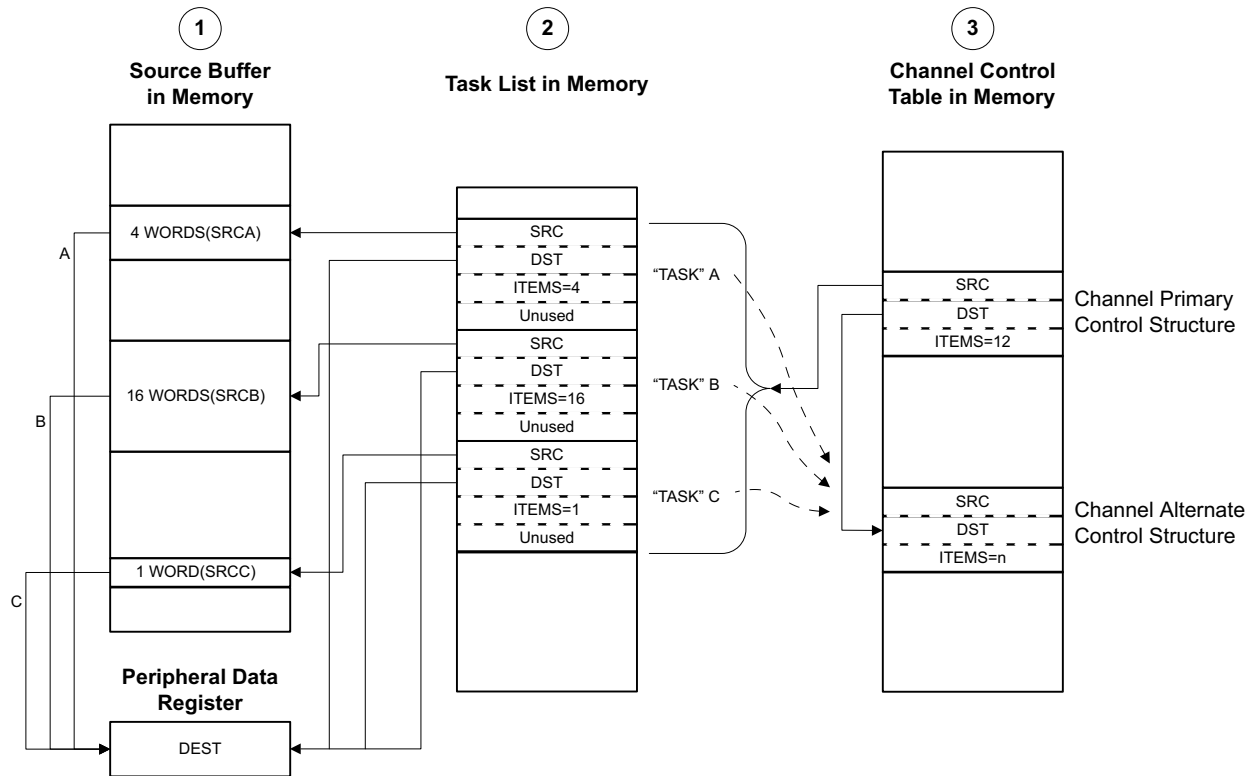 1
Source Buffer
in Memory
4 WORDS(SRCA)
16 WORDS(SRCB)
1 WORD(SRCC)
A
B
C
Peripheral Data
Register
DEST
2
Task List in Memory
SRC
DST
ITEMS=4
Unused
SRC
DST
ITEMS=16
Unused
SRC
DST
ITEMS=1
Unused
“TASK” A
“TASK” B
“TASK” C
3
Channel Control
Table in Memory
SRC
DST
ITEMS=12
Channel Primary
Control Structure
SRC
DST
ITEMS=n
Channel Alternate
Control Structure